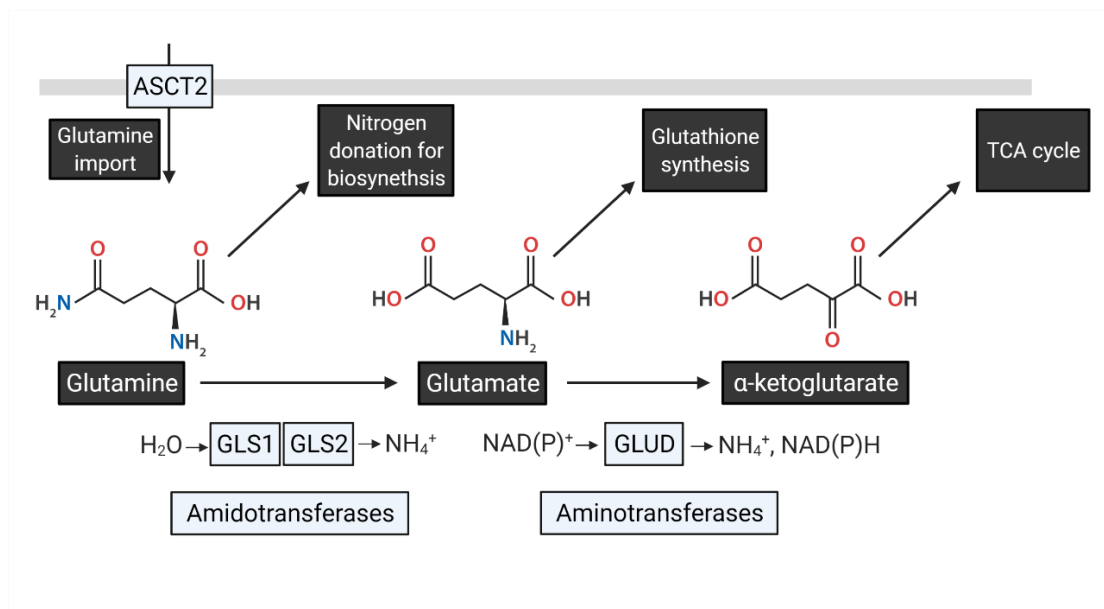 ASCT2
Glutamine
import
Nitrogen
donation for
biosynethsis
Glutathione
synthesis
TCA cycle
O
O
H₂N
OH
NH₂
O
O
HO
OH
NH₂
O
O
HO
OH
O
Glutamine
Glutamate
α-ketoglutarate
H₂O
GLS1
GLS2
NH₄⁺
NAD(P)⁺
GLUD
NH₄⁺, NAD(P)H
Amidotransferases
Aminotransferases